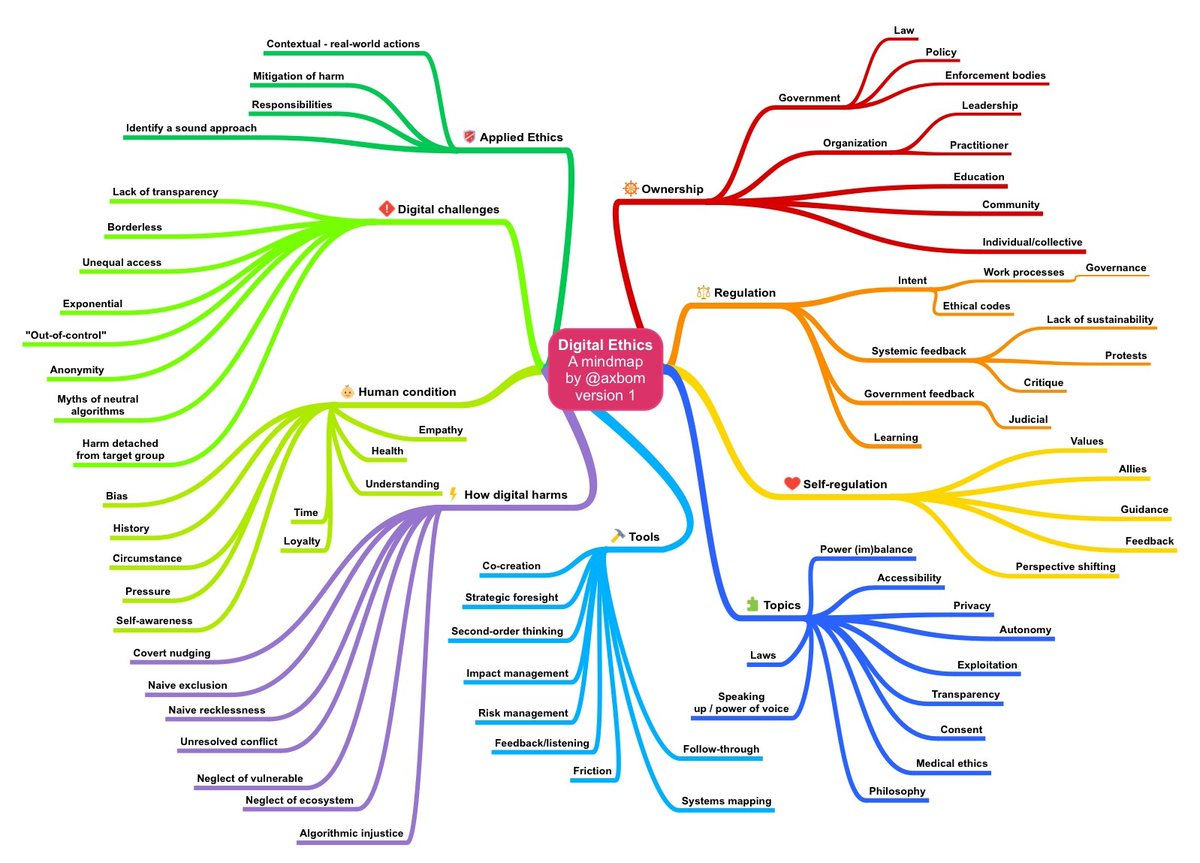 Digital Ethics
A mindmap
by @axbom
version 1
Applied Ethics
Contextual - real-world actions
Mitigation of harm
Responsibilities
Identify a sound approach
Digital challenges
Lack of transparency
Borderless
Unequal access
Exponential
"Out-of-control"
Anonymity
Myths of neutral
algorithms
Harm detached
from target group
Human condition
Empathy
Health
Understanding
Time
Loyalty
Bias
History
Circumstance
Pressure
Self-awareness
How digital harms
Covert nudging
Naive exclusion
Naive recklessness
Unresolved conflict
Neglect of vulnerable
Neglect of ecosystem
Algorithmic injustice
Tools
Co-creation
Strategic foresight
Second-order thinking
Impact management
Risk management
Feedback/listening
Friction
Follow-through
Systems mapping
Ownership
Government
Law
Policy
Enforcement bodies
Organization
Leadership
Practitioner
Education
Community
Individual/collective
Regulation
Intent
Work processes
Governance
Ethical codes
Systemic feedback
Lack of sustainability
Protests
Critique
Government feedback
Judicial
Learning
Self-regulation
Values
Allies
Guidance
Feedback
Perspective shifting
Topics
Power (im)balance
Accessibility
Privacy
Autonomy
Exploitation
Transparency
Consent
Medical ethics
Philosophy
Laws
Speaking
up / power of voice